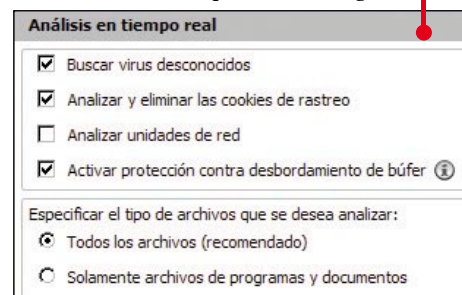 Análisis en tiempo real
Buscar virus desconocidos
Analizar y eliminar las cookies de rastreo
Analizar unidades de red
Activar protección contra desbordamiento de búfer
Especificar el tipo de archivos que se desea analizar:
Todos los archivos (recomendado)
Solamente archivos de programas y documentos